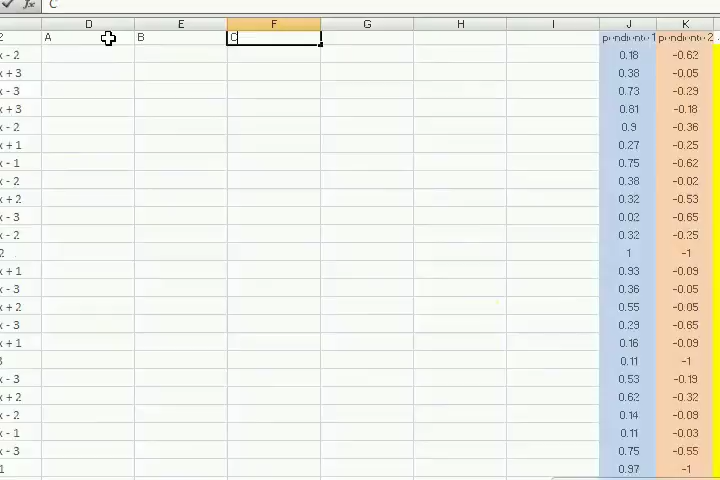 fx C
D E F G H I J K
2 A B C pendiente 1 pendiente 2
x - 2 0.18 -0.62
x + 3 0.38 -0.05
x - 3 0.73 -0.29
x + 3 0.81 -0.18
x - 2 0.9 -0.36
x + 1 0.27 -0.25
x - 1 0.75 -0.62
x - 2 0.38 -0.02
x + 2 0.32 -0.53
x - 3 0.02 -0.65
x - 2 0.32 -0.25
2 1 -1
x + 1 0.93 -0.09
x - 3 0.36 -0.05
x + 2 0.55 -0.05
x - 3 0.29 -0.65
x + 1 0.16 -0.09
3 0.11 -1
x - 3 0.53 -0.19
x + 2 0.62 -0.32
x - 2 0.14 -0.09
x - 1 0.11 -0.03
x - 3 0.75 -0.55
1 0.97 -1